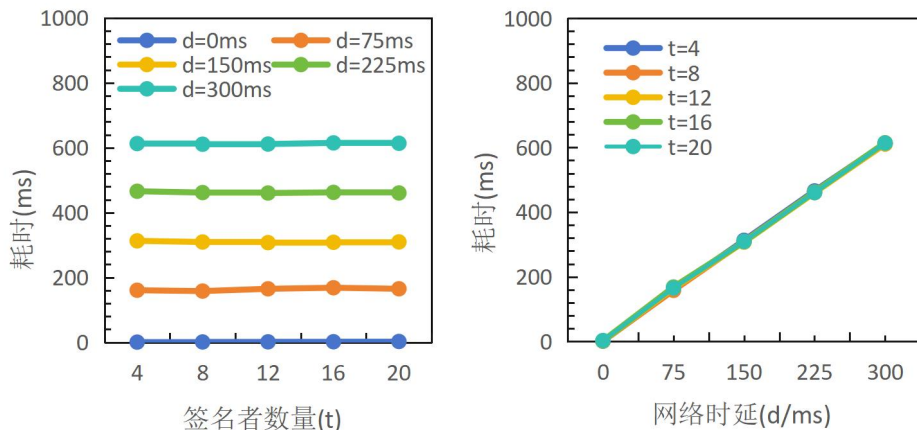 1000
800
600
400
200
0
耗时(ms)
d=0ms d=75ms
d=150ms d=225ms
d=300ms
4 8 12 16 20
签名者数量(t)
1000
800
600
400
200
0
耗时(ms)
t=4
t=8
t=12
t=16
t=20
0 75 150 225 300
网络时延(d/ms)